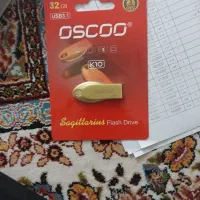 32 GB
USB3.1
OSCOO
K10
Sagittarius Flash Drive